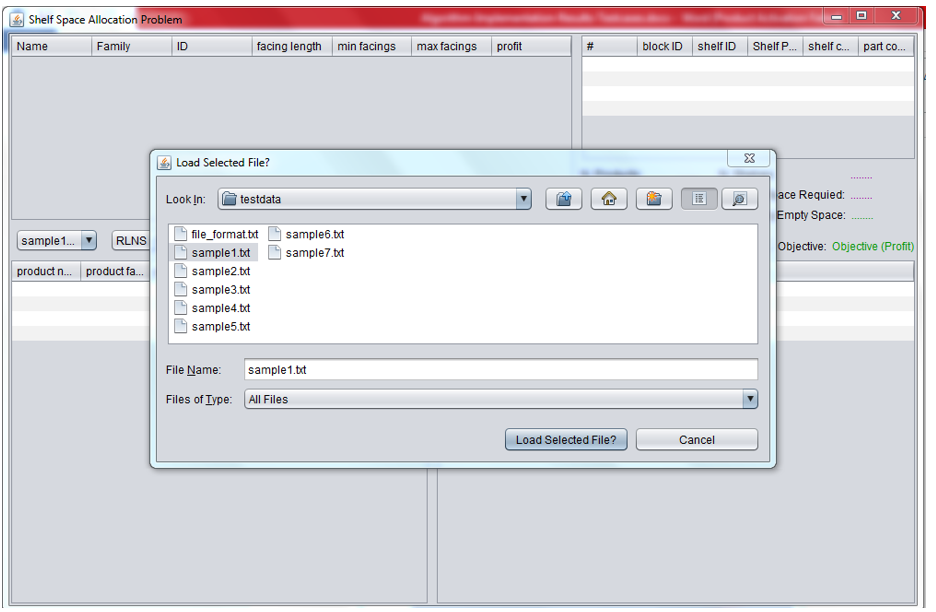 Shelf Space Allocation Problem
Name Family ID facing length min facings max facings profit
# block ID shelf ID Shelf P... shelf c... part co...
Load Selected File?
Look In: testdata
........
ace Requied: ........
Empty Space: ........
file_format.txt sample6.txt
sample1... RLNS
sample1.txt sample7.txt
Objective: Objective (Profit)
product n... product fa...
sample2.txt
sample3.txt
sample4.txt
sample5.txt
File Name: sample1.txt
Files of Type: All Files
Load Selected File? Cancel